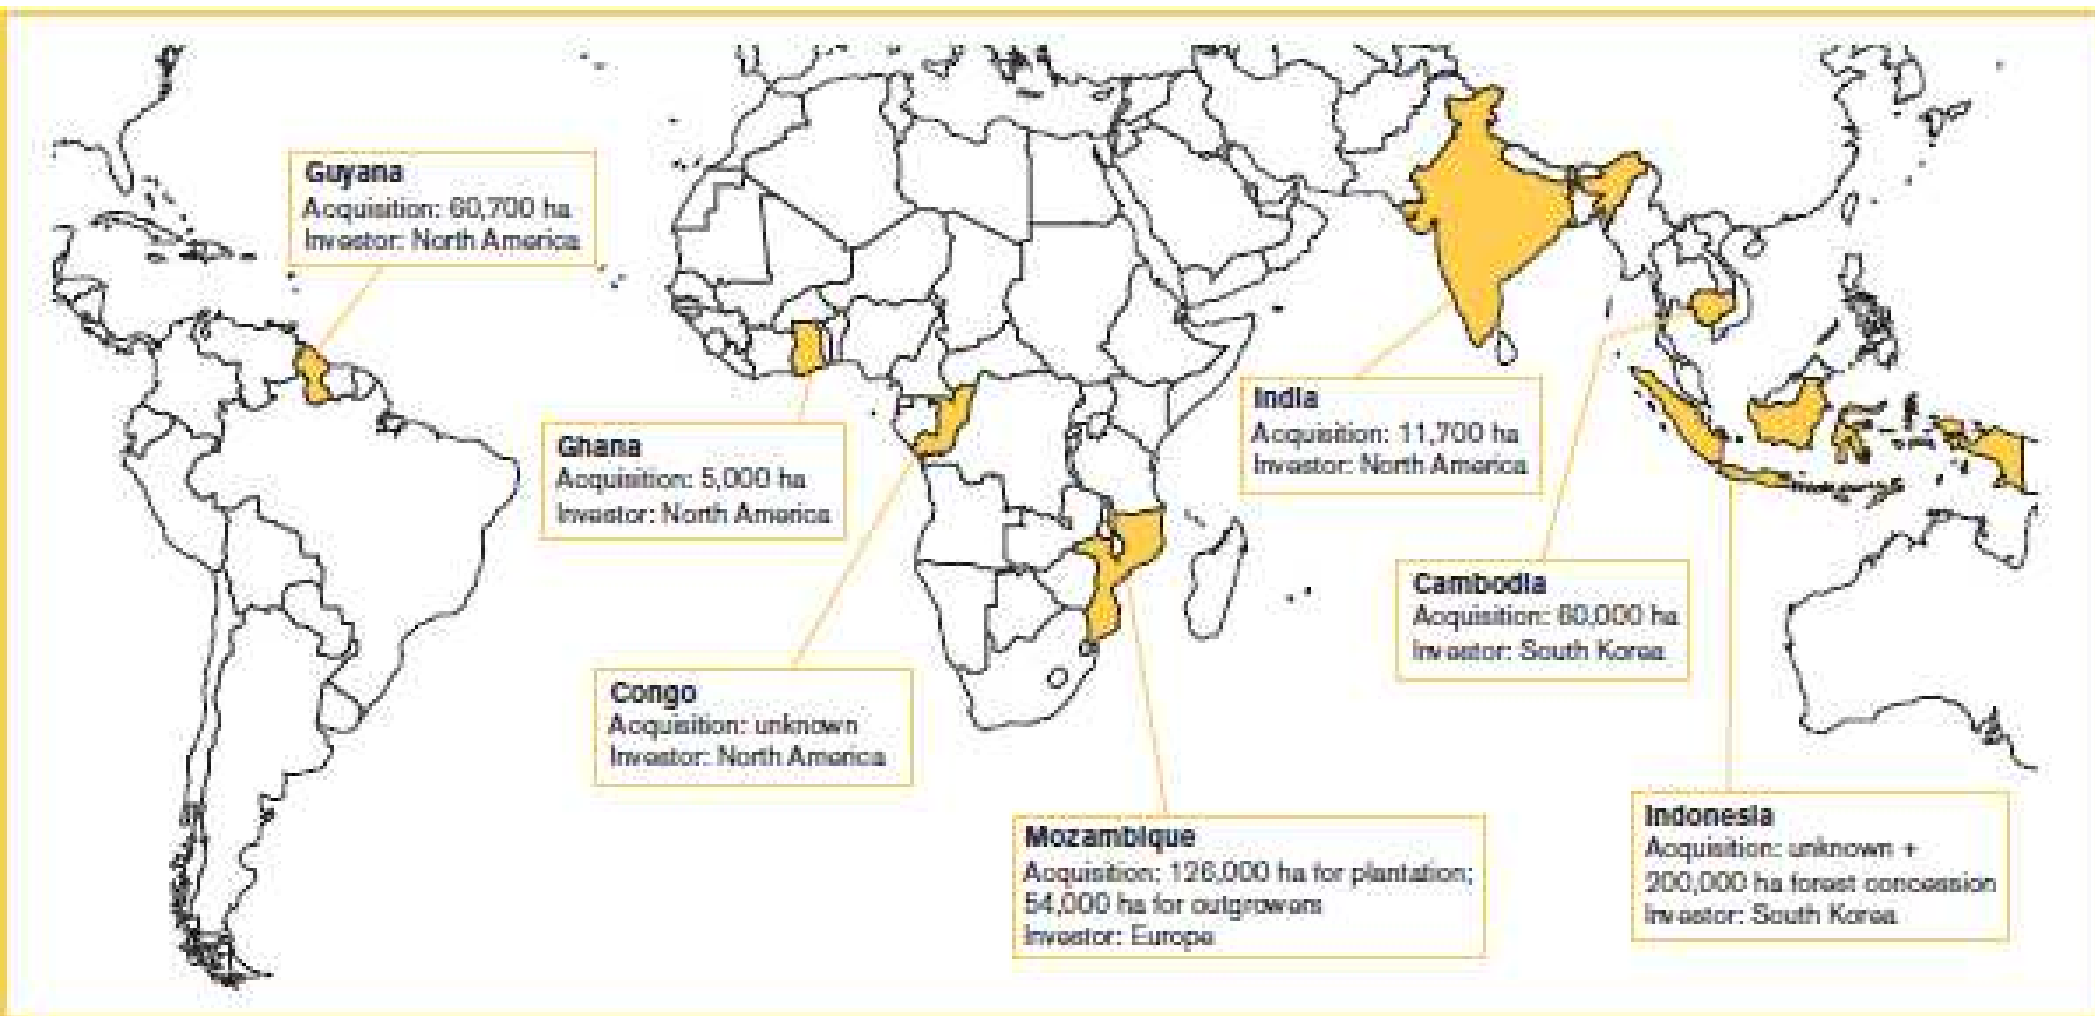 Guyana
Acquisition: 60,700 ha
Investor: North America
Ghana
Acquisition: 5,000 ha
Investor: North America
Congo
Acquisition: unknown
Investor: North America
Mozambique
Acquisition: 126,000 ha for plantation;
54,000 ha for outgrowers
Investor: Europe
India
Acquisition: 11,700 ha
Investor: North America
Cambodia
Acquisition: 60,000 ha
Investor: South Korea
Indonesia
Acquisition: unknown +
200,000 ha forest concession
Investor: South Korea